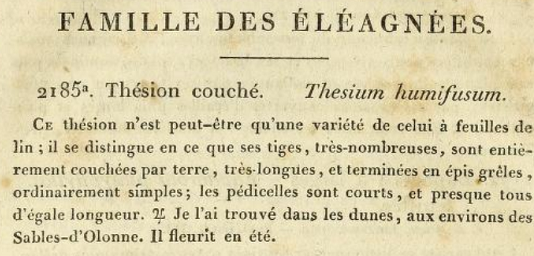 FAMILLE DES ÉLÉAGNÉES.
2185ª. Thésion couché. Thesium humifusum.
CE thésion n'est peut-être qu'une variété de celui à feuilles de
lin ; il se distingue en ce que ses tiges, très-nombreuses, sont entiè-
rement couchées par terre, très-longues, et terminées en épis grêles,
ordinairement simples; les pédicelles sont courts, et presque tous
d'égale longueur. ♃ Je l'ai trouvé dans les dunes, aux environs des
Sables-d'Olonne. Il fleurit en été.